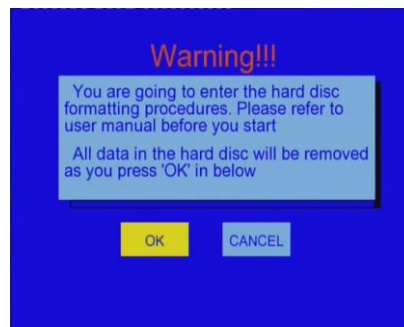 Warning!!!
You are going to enter the hard disc
formatting procedures. Please refer to
user manual before you start
All data in the hard disc will be removed
as you press 'OK' in below
OK
CANCEL